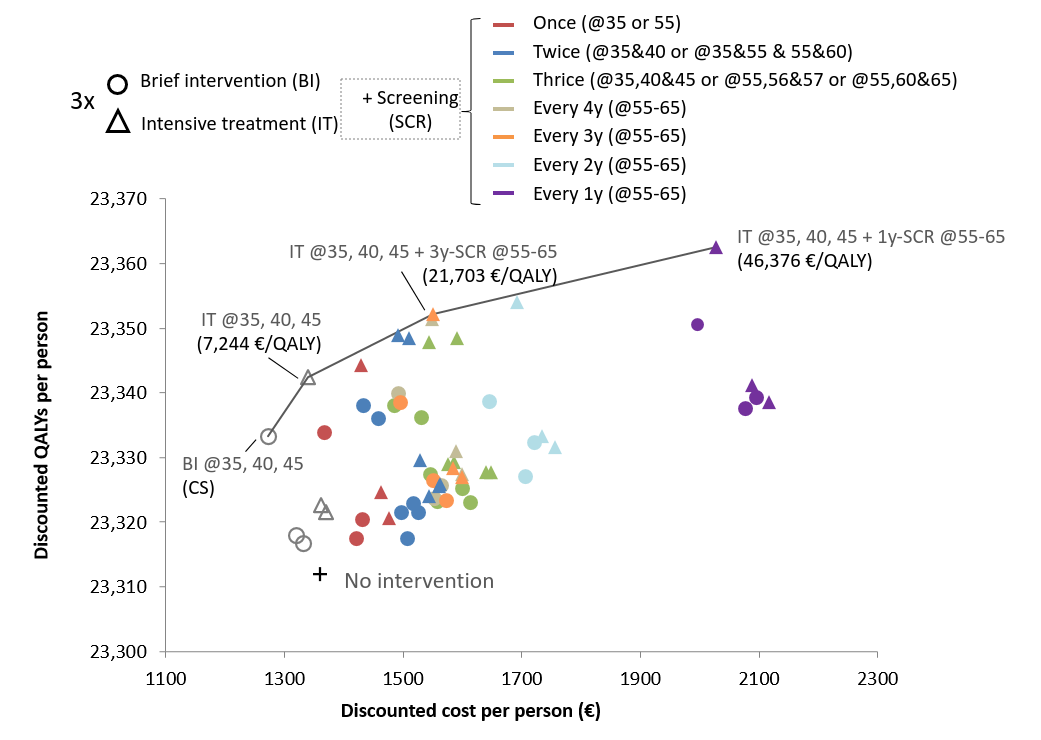 3x
Brief intervention (BI)
Intensive treatment (IT)
+ Screening
(SCR)
Once (@35 or 55)
Twice (@35&40 or @35&55 & 55&60)
Thrice (@35,40&45 or @55,56&57 or @55,60&65)
Every 4y (@55-65)
Every 3y (@55-65)
Every 2y (@55-65)
Every 1y (@55-65)
Discounted QALYs per person
23,370
23,360
23,350
23,340
23,330
23,320
23,310
23,300
IT @35, 40, 45 + 3y-SCR @55-65
(21,703 €/QALY)
IT @35, 40, 45 + 1y-SCR @55-65
(46,376 €/QALY)
IT @35, 40, 45
(7,244 €/QALY)
BI @35, 40, 45
(CS)
No intervention
1100
1300
1500
1700
1900
2100
2300
Discounted cost per person (€)